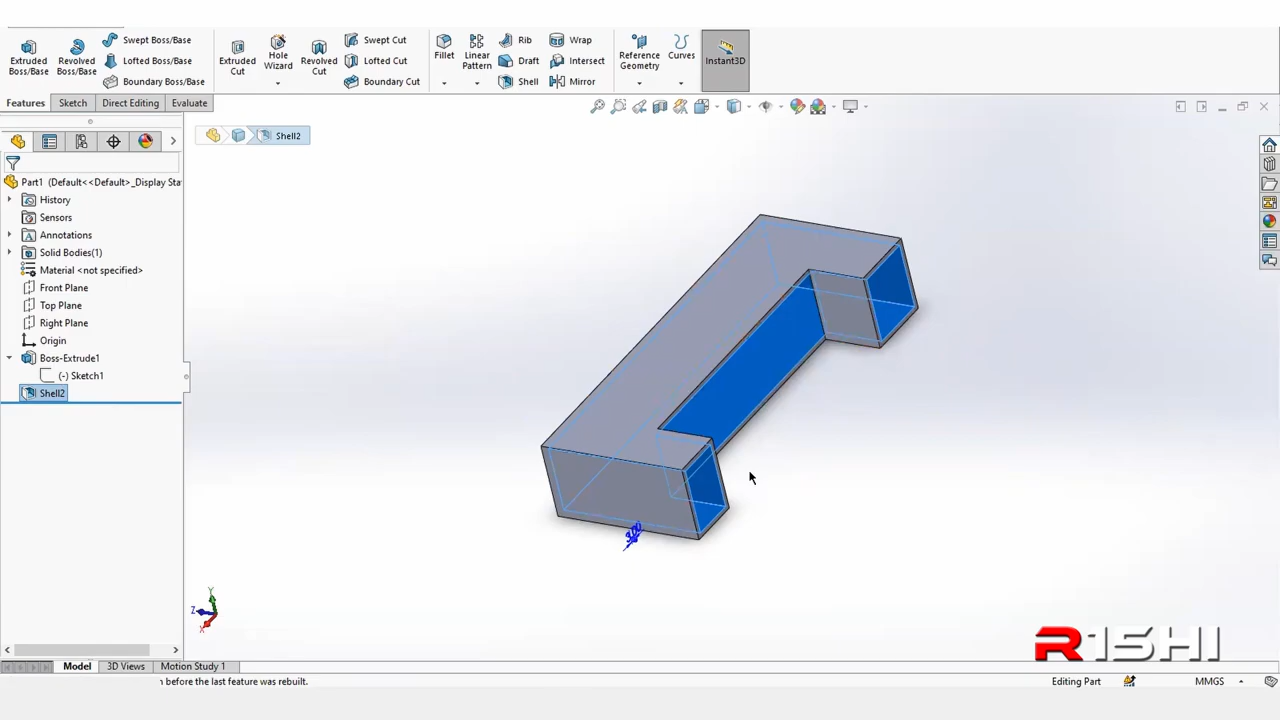 Extruded Boss/Base
Revolved Boss/Base
Swept Boss/Base
Lofted Boss/Base
Boundary Boss/Base
Extruded Cut
Hole Wizard
Revolved Cut
Swept Cut
Lofted Cut
Boundary Cut
Fillet
Linear Pattern
Rib
Draft
Shell
Wrap
Intersect
Mirror
Reference Geometry
Curves
Instant3D
Features
Sketch
Direct Editing
Evaluate
Shell2
Part1 (Default<<Default>_Display Sta
History
Sensors
Annotations
Solid Bodies(1)
Material <not specified>
Front Plane
Top Plane
Right Plane
Origin
Boss-Extrude1
(-) Sketch1
Shell2
3.00
Y
Z
X
R15HI
Model
3D Views
Motion Study 1
n before the last feature was rebuilt.
Editing Part
MMGS